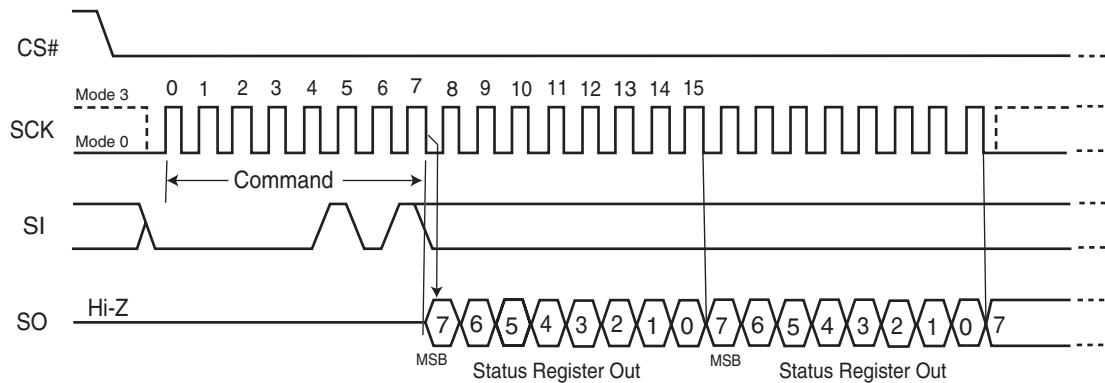 CS#
0 1 2 3 4 5 6 7 8 9 10 11 12 13 14 15
Mode 3
SCK
Mode 0
Command
SI
Hi-Z
SO
7 6 5 4 3 2 1 0 7 6 5 4 3 2 1 0 7
MSB Status Register Out MSB Status Register Out